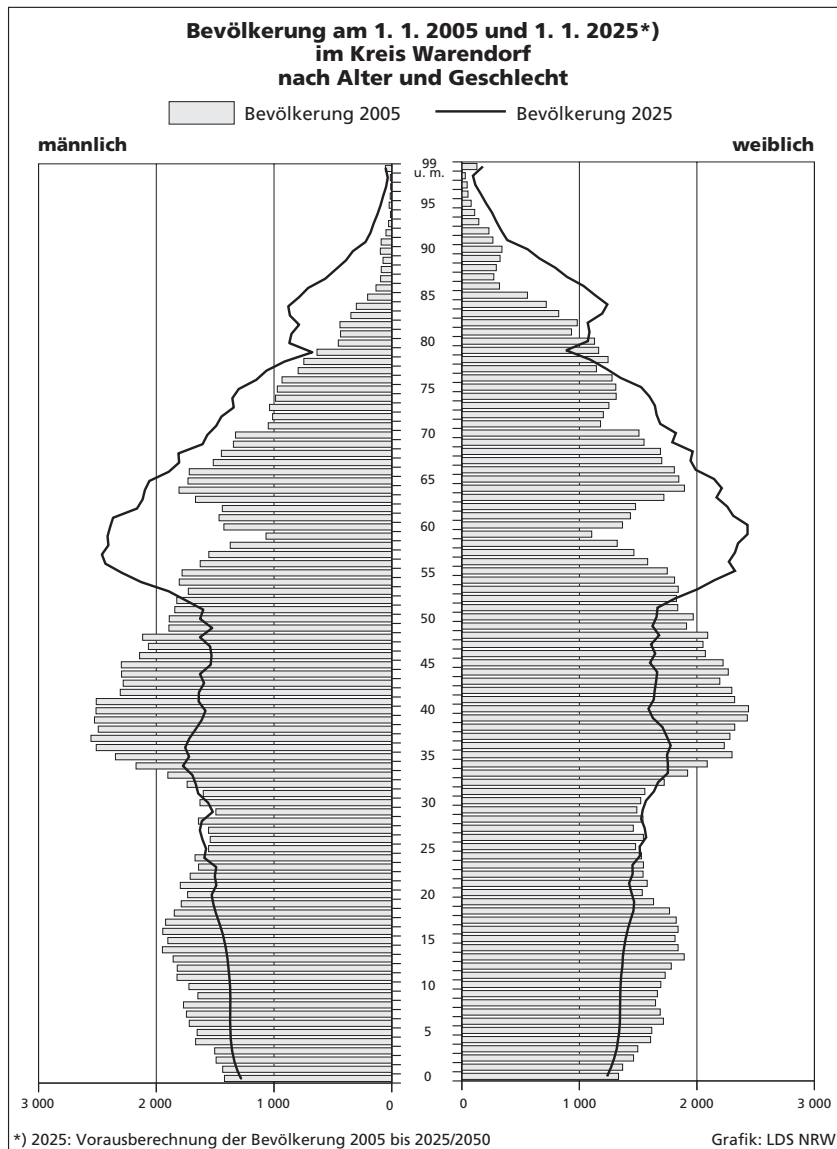 Bevölkerung am 1. 1. 2005 und 1. 1. 2025*)
im Kreis Warendorf
nach Alter und Geschlecht
Bevölkerung 2005 Bevölkerung 2025
männlich weiblich
99
u. m.
95
90
85
80
75
70
65
60
55
50
45
40
35
30
25
20
15
10
5
0
3 000 2 000 1 000 0 0 1 000 2 000 3 000
*) 2025: Vorausberechnung der Bevölkerung 2005 bis 2025/2050 Grafik: LDS NRW